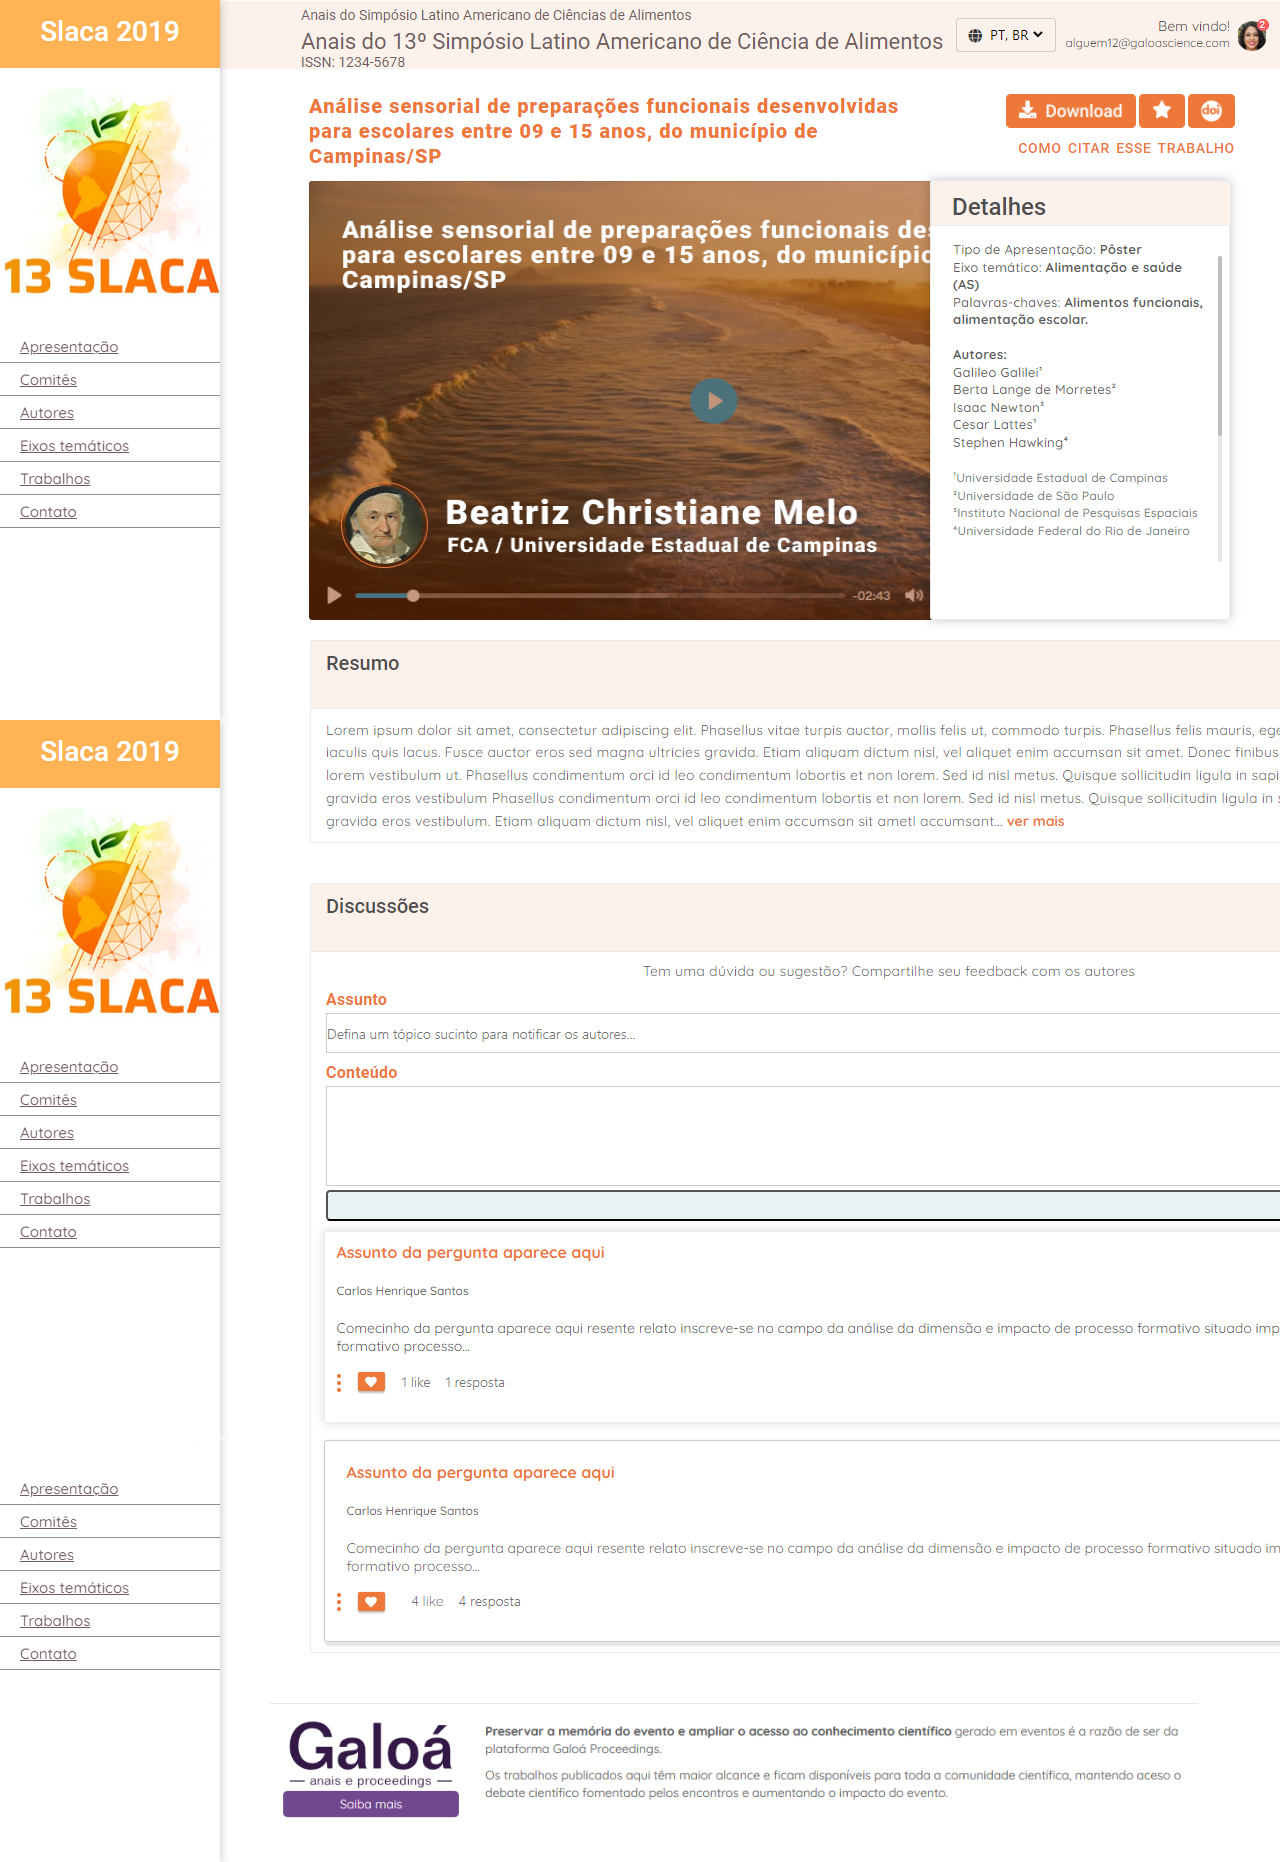 Slaca 2019
Anais do Simpósio Latino Americano de Ciências de Alimentos
Anais do 13º Simpósio Latino Americano de Ciência de Alimentos
ISSN: 1234-5678
PT, BR
Bem vindo!
alguem12@galoascience.com
2
13 SLACA
Apresentação
Comitês
Autores
Eixos temáticos
Trabalhos
Contato
Análise sensorial de preparações funcionais desenvolvidas
para escolares entre 09 e 15 anos, do município de
Campinas/SP
Download
doi
COMO CITAR ESSE TRABALHO
Análise sensorial de preparações funcionais des
para escolares entre 09 e 15 anos, do município
Campinas/SP
Beatriz Christiane Melo
FCA / Universidade Estadual de Campinas
-02:43
Detalhes
Tipo de Apresentação: Pôster
Eixo temático: Alimentação e saúde
(AS)
Palavras-chaves: Alimentos funcionais,
alimentação escolar.
Autores:
Galileo Galilei¹
Berta Lange de Morretes²
Isaac Newton³
Cesar Lattes¹
Stephen Hawking⁴
¹Universidade Estadual de Campinas
²Universidade de São Paulo
³Instituto Nacional de Pesquisas Espaciais
⁴Universidade Federal do Rio de Janeiro
Resumo
Lorem ipsum dolor sit amet, consectetur adipiscing elit. Phasellus vitae turpis auctor, mollis felis ut, commodo turpis. Phasellus felis mauris, ege
iaculis quis lacus. Fusce auctor eros sed magna ultricies gravida. Etiam aliquam dictum nisl, vel aliquet enim accumsan sit amet. Donec finibus
lorem vestibulum ut. Phasellus condimentum orci id leo condimentum lobortis et non lorem. Sed id nisl metus. Quisque sollicitudin ligula in sapi
gravida eros vestibulum Phasellus condimentum orci id leo condimentum lobortis et non lorem. Sed id nisl metus. Quisque sollicitudin ligula in s
gravida eros vestibulum. Etiam aliquam dictum nisl, vel aliquet enim accumsan sit ametl accumsant... ver mais
Slaca 2019
13 SLACA
Apresentação
Comitês
Autores
Eixos temáticos
Trabalhos
Contato
Discussões
Tem uma dúvida ou sugestão? Compartilhe seu feedback com os autores
Assunto
Defina um tópico sucinto para notificar os autores...
Conteúdo
Assunto da pergunta aparece aqui
Carlos Henrique Santos
Comecinho da pergunta aparece aqui resente relato inscreve-se no campo da análise da dimensão e impacto de processo formativo situado imp
formativo processo...
1 like 1 resposta
Assunto da pergunta aparece aqui
Carlos Henrique Santos
Comecinho da pergunta aparece aqui resente relato inscreve-se no campo da análise da dimensão e impacto de processo formativo situado im
formativo processo...
4 like 4 resposta
Apresentação
Comitês
Autores
Eixos temáticos
Trabalhos
Contato
Galoá
anais e proceedings
Saiba mais
Preservar a memória do evento e ampliar o acesso ao conhecimento científico gerado em eventos é a razão de ser da
plataforma Galoá Proceedings.
Os trabalhos publicados aqui têm maior alcance e ficam disponíveis para toda a comunidade científica, mantendo aceso o
debate científico fomentado pelos encontros e aumentando o impacto do evento.